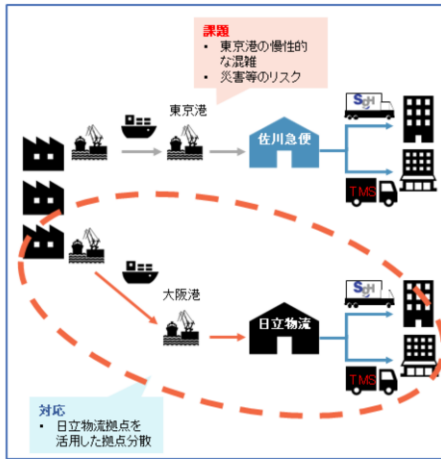 課題
• 東京港の慢性的
な混雑
• 災害等のリスク
東京港
佐川急便
SgH
TMS
大阪港
日立物流
SgH
TMS
対応
• 日立物流拠点を
活用した拠点分散